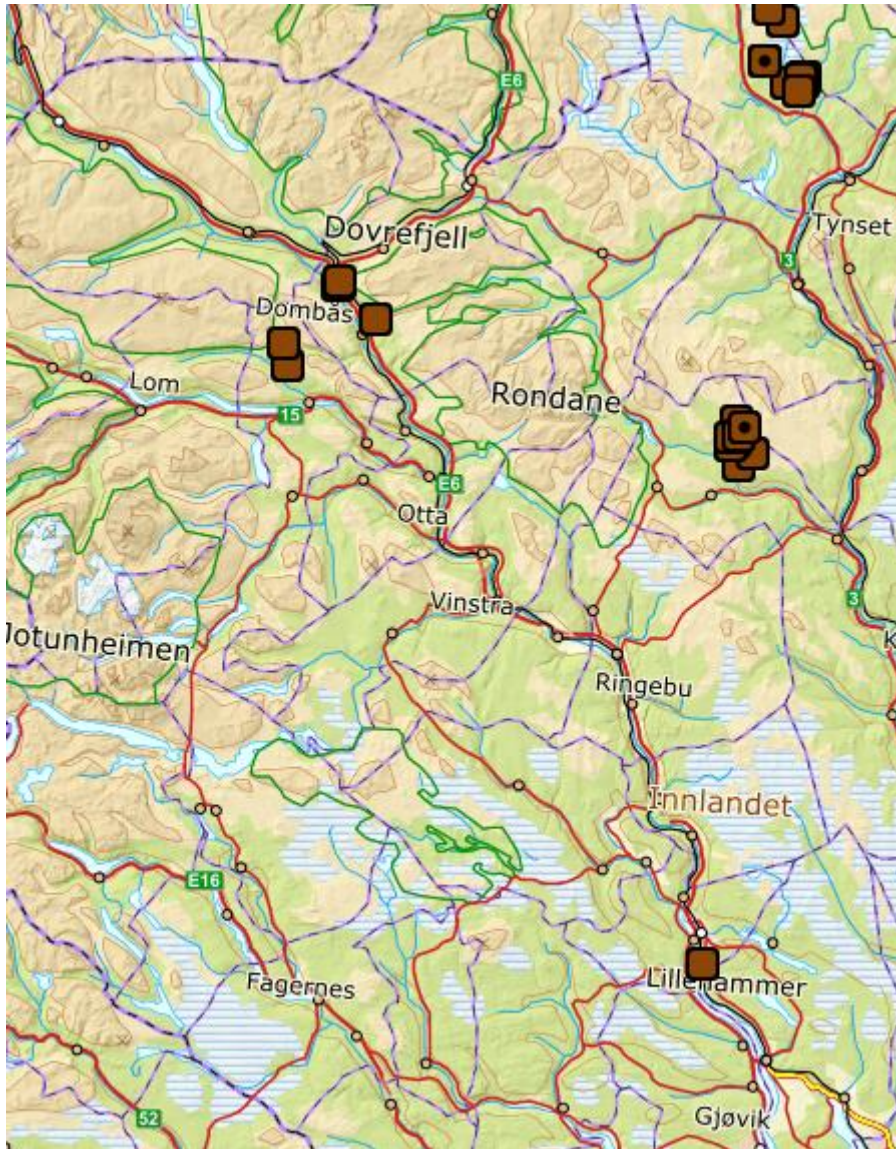 E6
Tynset
Dovrefjell
3
Dombås
Lom
Rondane
15
E6
Otta
Vinstra
3
Jotunheimen
K
Ringebu
Innlandet
E16
Fagernes
Lillehammer
52
Gjøvik